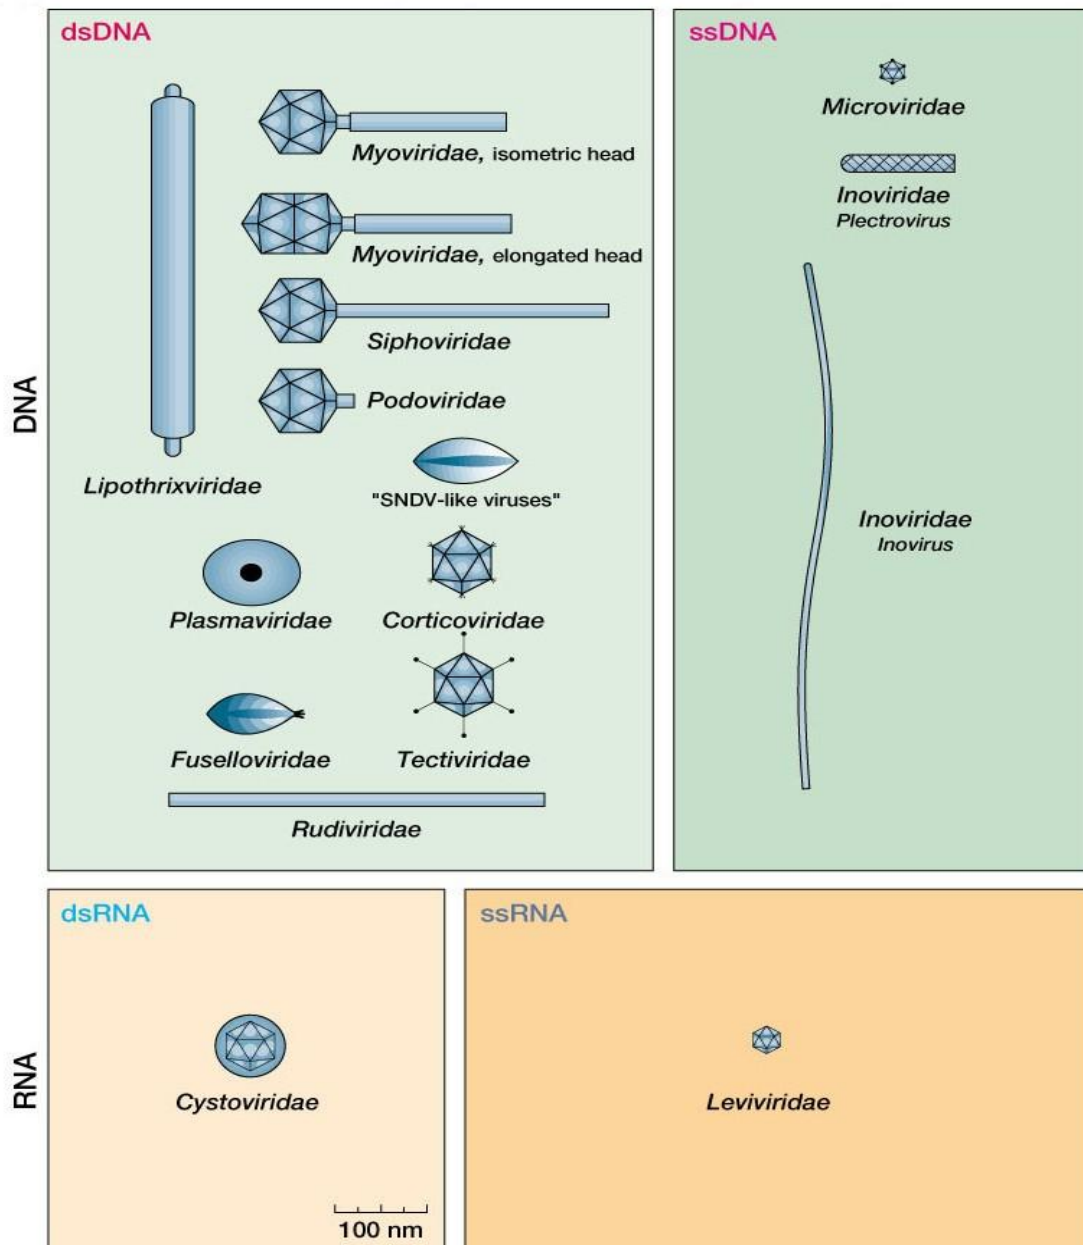 dsDNA
ssDNA
Microviridae
Myoviridae, isometric head
Inoviridae
Plectrovirus
Myoviridae, elongated head
Siphoviridae
Podoviridae
Lipothrixviridae
"SNDV-like viruses"
Inoviridae
Inovirus
Plasmaviridae
Corticoviridae
Fuselloviridae
Tectiviridae
Rudiviridae
DNA
dsRNA
ssRNA
Cystoviridae
Leviviridae
100 nm
RNA